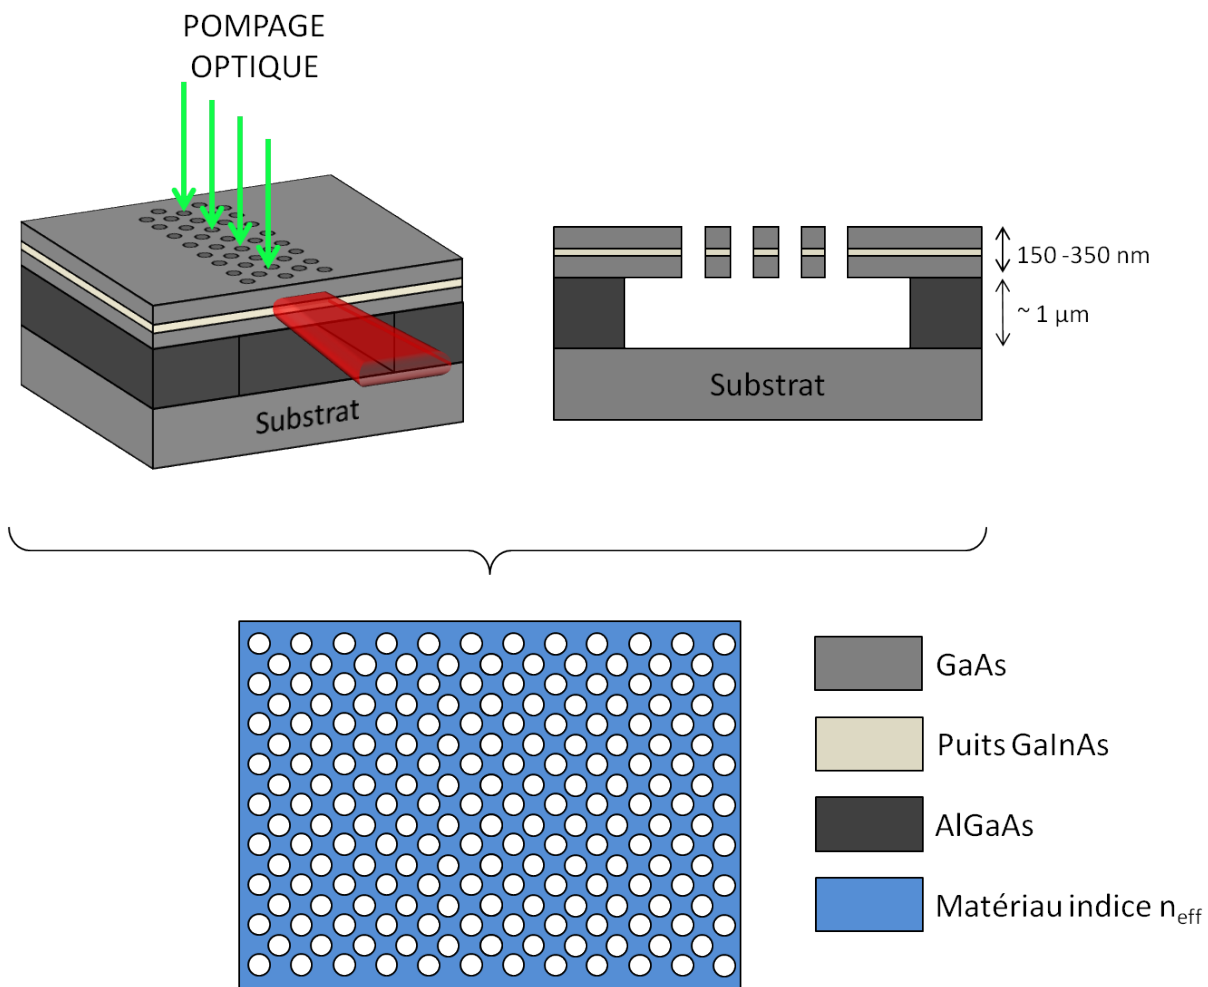 POMPAGE
OPTIQUE
150 -350 nm
~ 1 µm
Substrat
Substrat
GaAs
Puits GaInAs
AlGaAs
Matériau indice n_eff